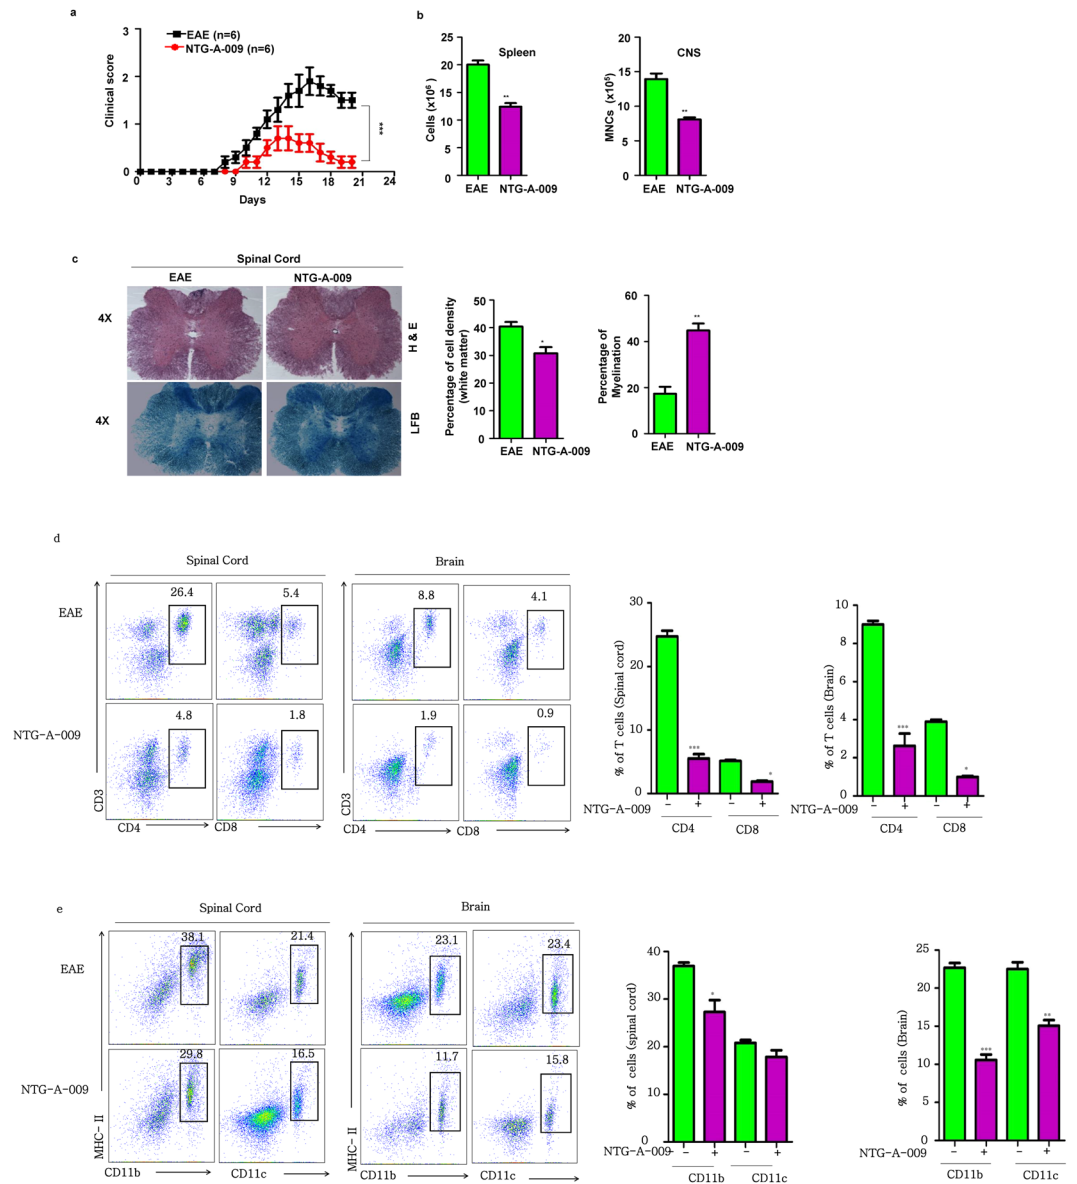 a
EAE (n=6)
NTG-A-009 (n=6)
Clinical score
3
2
1
0
0 3 6 9 12 15 18 21 24
Days
***
b
Spleen
Cells (x10⁶)
25
20
15
10
5
0
**
EAE NTG-A-009
CNS
MNCs (x10⁵)
20
15
10
5
0
**
EAE NTG-A-009
c
Spinal Cord
EAE NTG-A-009
4X
H & E
4X
LFB
Percentage of cell density
(white matter)
50
40
30
40
10
0
*
EAE NTG-A-009
Percentage of
Myelination
60
40
20
0
**
EAE NTG-A-009
d
Spinal Cord Brain
EAE
26.4 5.4 8.8 4.1
NTG-A-009
4.8 1.8 1.9 0.9
CD3 CD3
CD4 CD8 CD4 CD8
% of T cells (Spinal cord)
30
20
10
0
*** *
NTG-A-009 − + − +
CD4 CD8
% of T cells (Brain)
10
8
6
4
2
0
*** *
NTG-A-009 − + − +
CD4 CD8
e
Spinal Cord Brain
EAE
38.1 21.4 23.1 23.4
NTG-A-009
29.8 16.5 11.7 15.8
MHC-II MHC-II
CD11b CD11c CD11b CD11c
% of cells (spinal cord)
40
30
20
10
0
*
NTG-A-009 − + − +
CD11b CD11c
% of cells (Brain)
25
20
15
10
5
0
*** **
NTG-A-009 − + − +
CD11b CD11c